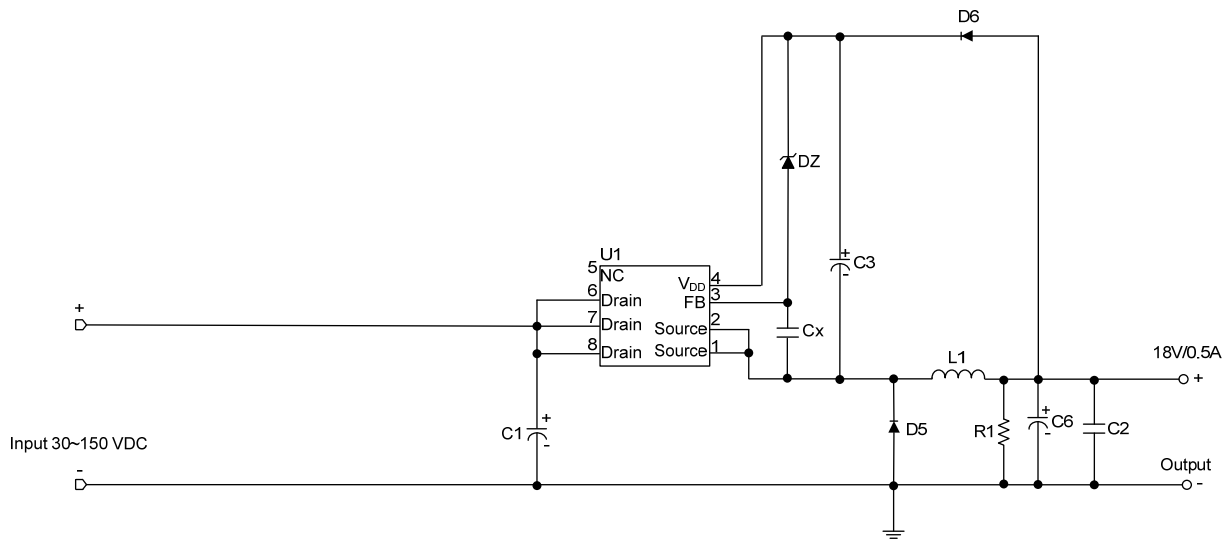 D6
DZ
U1
5
NC
VDD 4
6
Drain
FB 3
C3
+
-
+
7
Drain
Source 2
Cx
8
Drain
Source 1
L1
18V/0.5A
+
C1
+
-
D5
R1
+
-
C6
C2
Input 30~150 VDC
-
Output
-